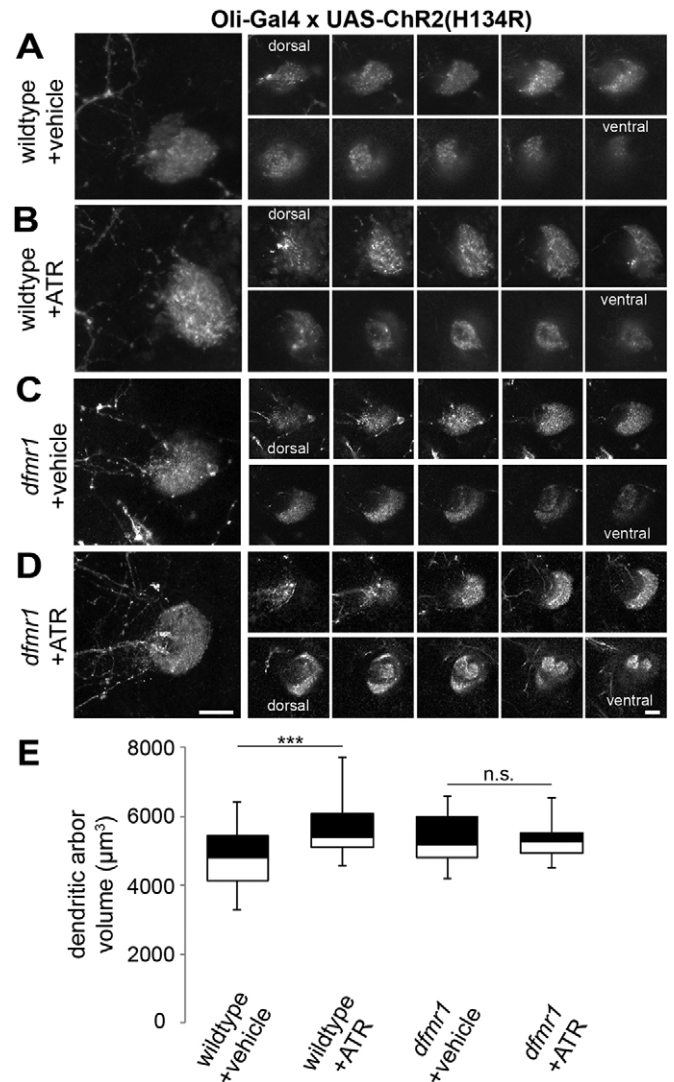 Oli-Gal4 x UAS-ChR2(H134R)
A
wildtype
+vehicle
dorsal
ventral
B
wildtype
+ATR
dorsal
ventral
C
dfmr1
+vehicle
dorsal
ventral
D
dfmr1
+ATR
dorsal
ventral
E
dendritic arbor
volume (µm³)
8000
6000
4000
2000
0
***
n.s.
wildtype
+vehicle
wildtype
+ATR
dfmr1
+vehicle
dfmr1
+ATR